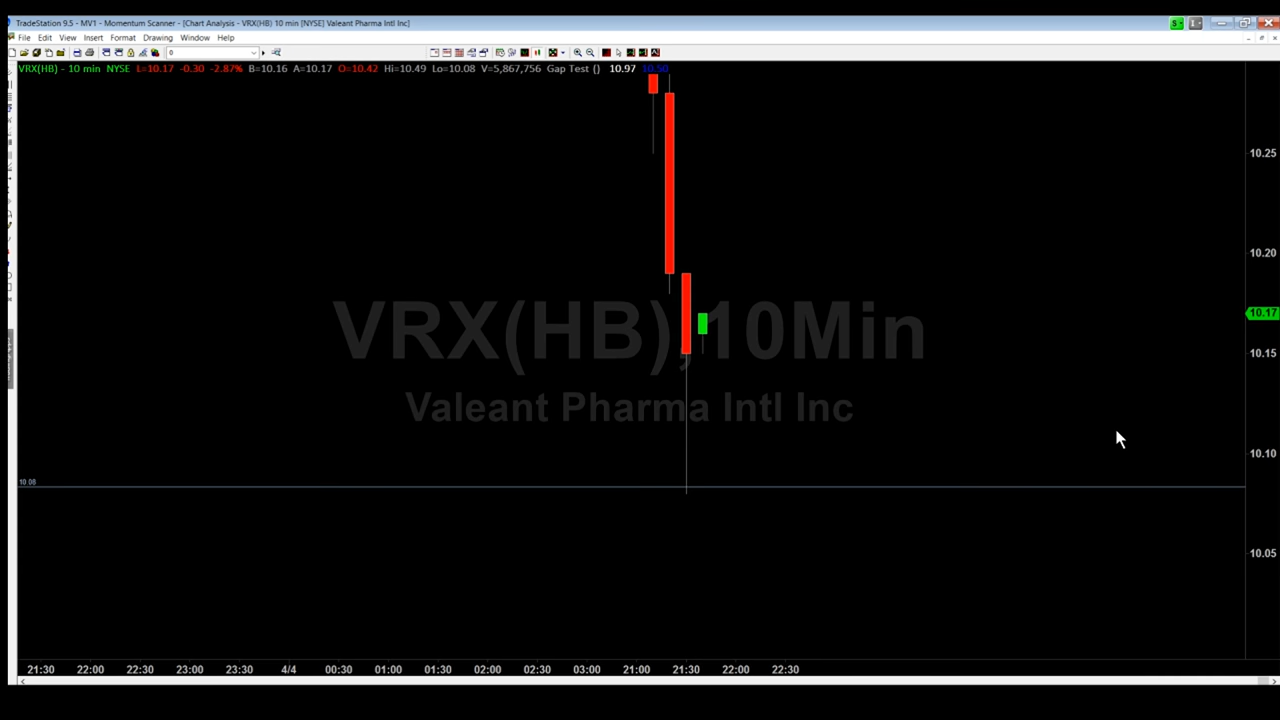 TradeStation 9.5 - MV1 - Momentum Scanner - [Chart Analysis - VRX(HB) 10 min [NYSE] Valeant Pharma Intl Inc]
File Edit View Insert Format Drawing Window Help
0
VRX(HB) - 10 min NYSE L=10.17 -0.30 -2.87% B=10.16 A=10.17 O=10.42 Hi=10.49 Lo=10.08 V=5,867,756 Gap Test () 10.97 10.50
10.25
10.20
10.17
VRX(HB),10Min
10.15
Valeant Pharma Intl Inc
10.10
10.08
10.05
21:30 22:00 22:30 23:00 23:30 4/4 00:30 01:00 01:30 02:00 02:30 03:00 21:00 21:30 22:00 22:30